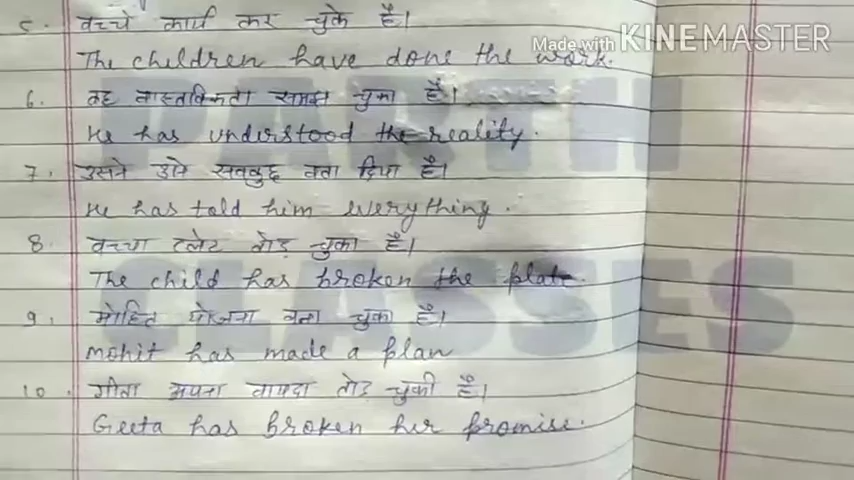 5. बच्चे कार्य कर चुके है।
Made with KINEMASTER
The children have done the work.
6. वह वास्तविकता समझ चुका है।
He has understood the reality.
7. उसने उसे सबकुछ बता दिया है।
He has told him everything.
8. बच्चा प्लेट तोड़ चुका है।
The child has broken the plate.
9. मोहित योजना बना चुका है।
Mohit has made a plan
10. गीता अपना वायदा तोड़ चुकी है।
Geeta has broken her promise.
PARTH
CLASSES